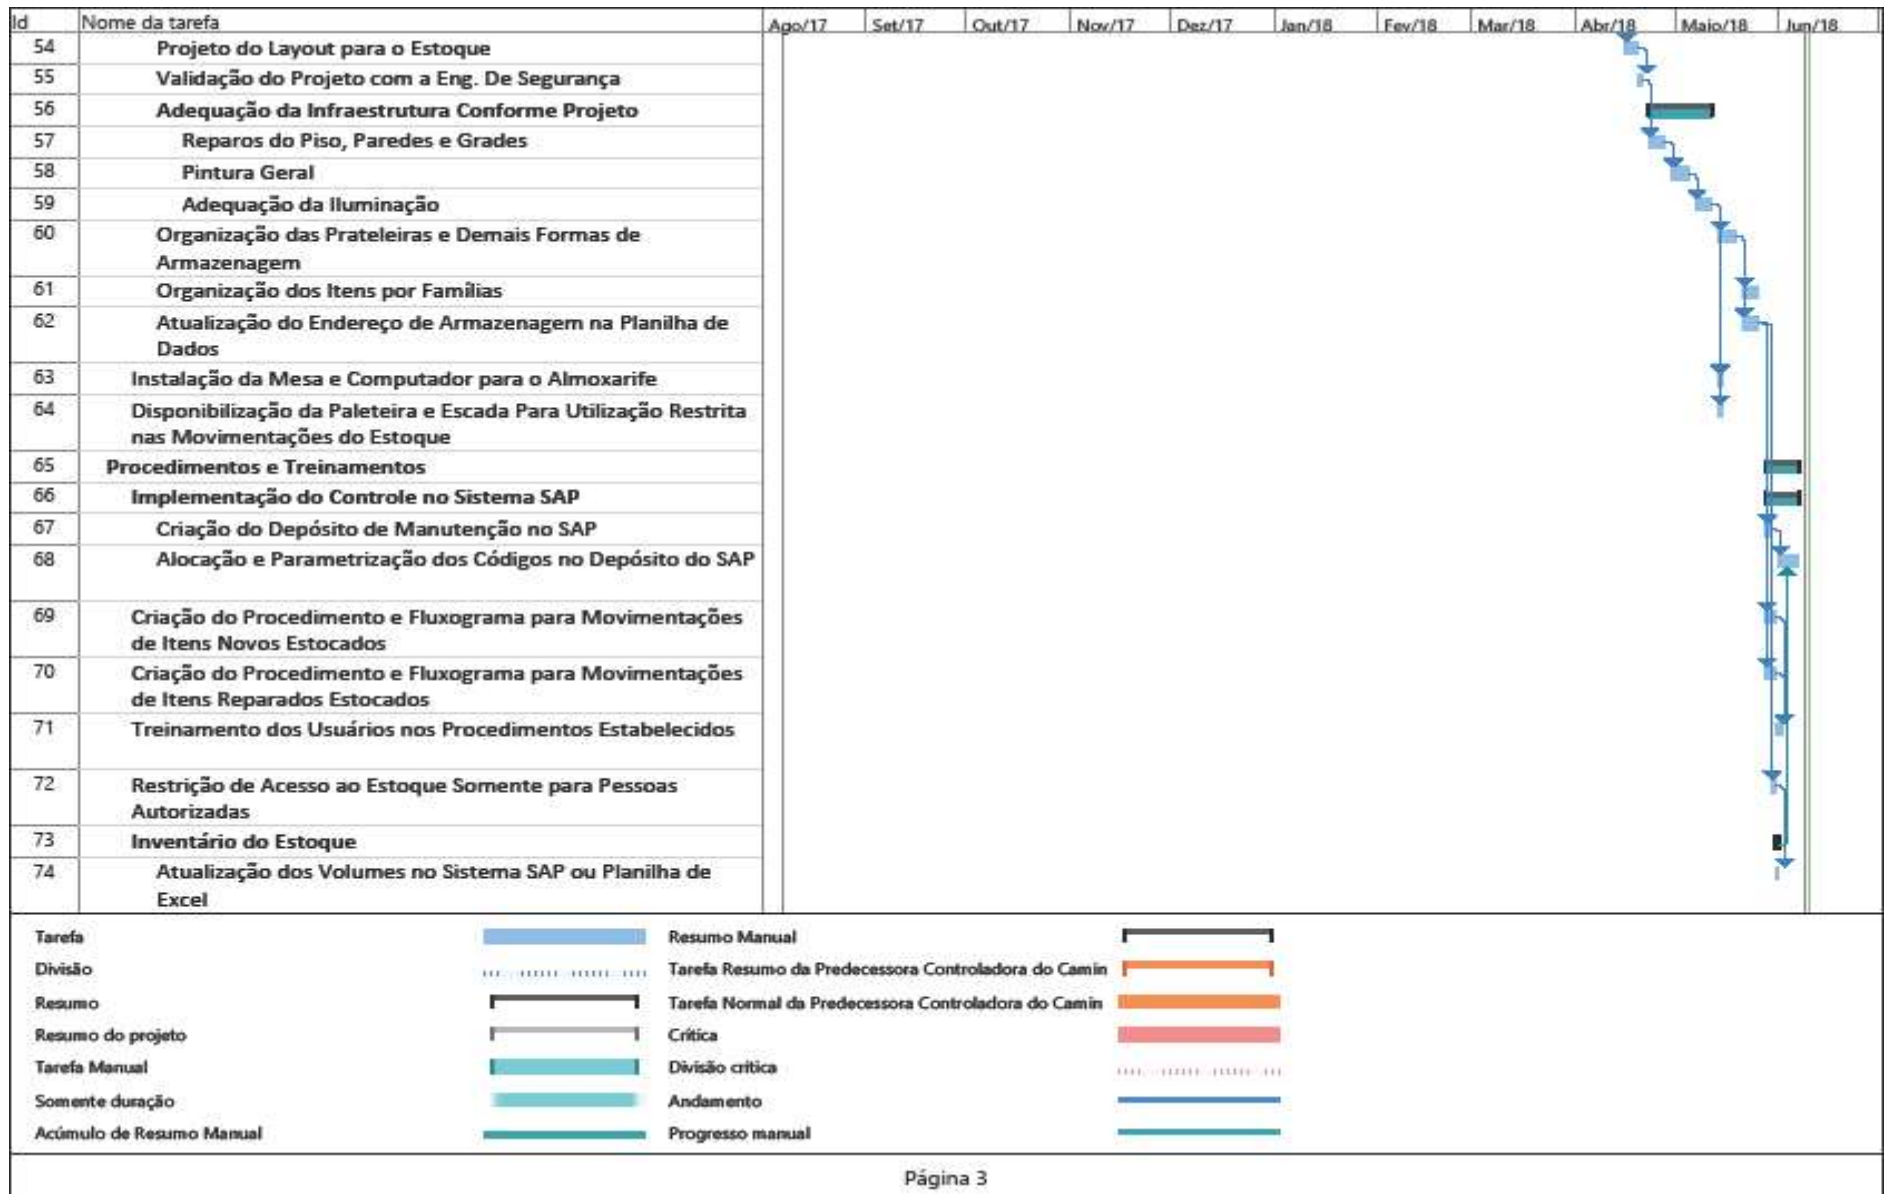 Id Nome da tarefa Ago/17 Set/17 Out/17 Nov/17 Dez/17 Jan/18 Fev/18 Mar/18 Abr/18 Maio/18 Jun/18
54 Projeto do Layout para o Estoque
55 Validação do Projeto com a Eng. De Segurança
56 Adequação da Infraestrutura Conforme Projeto
57 Reparos do Piso, Paredes e Grades
58 Pintura Geral
59 Adequação da Iluminação
60 Organização das Prateleiras e Demais Formas de
Armazenagem
61 Organização dos Itens por Famílias
62 Atualização do Endereço de Armazenagem na Planilha de
Dados
63 Instalação da Mesa e Computador para o Almoxarife
64 Disponibilização da Paleteira e Escada Para Utilização Restrita
nas Movimentações do Estoque
65 Procedimentos e Treinamentos
66 Implementação do Controle no Sistema SAP
67 Criação do Depósito de Manutenção no SAP
68 Alocação e Parametrização dos Códigos no Depósito do SAP
69 Criação do Procedimento e Fluxograma para Movimentações
de Itens Novos Estocados
70 Criação do Procedimento e Fluxograma para Movimentações
de Itens Reparados Estocados
71 Treinamento dos Usuários nos Procedimentos Estabelecidos
72 Restrição de Acesso ao Estoque Somente para Pessoas
Autorizadas
73 Inventário do Estoque
74 Atualização dos Volumes no Sistema SAP ou Planilha de
Excel
Tarefa Resumo Manual
Divisão Tarefa Resumo da Predecessora Controladora do Camin
Resumo Tarefa Normal da Predecessora Controladora do Camin
Resumo do projeto Crítica
Tarefa Manual Divisão crítica
Somente duração Andamento
Acúmulo de Resumo Manual Progresso manual
Página 3